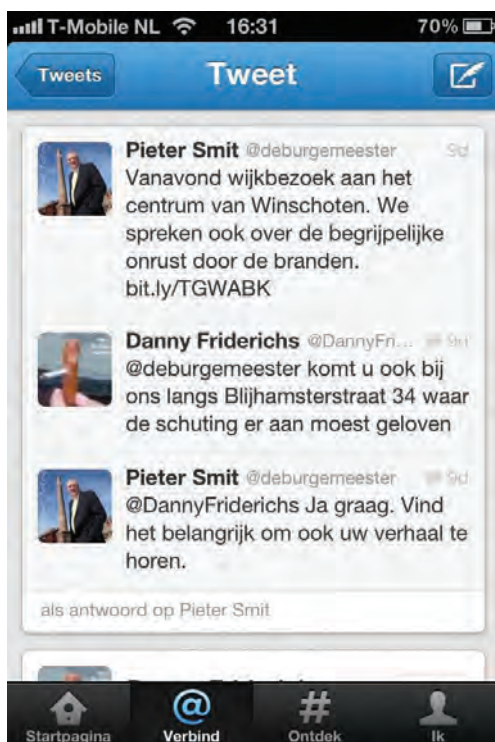 T-Mobile NL 16:31 70%
Tweets Tweet
Pieter Smit @deburgemeester 9d
Vanavond wijkbezoek aan het
centrum van Winschoten. We
spreken ook over de begrijpelijke
onrust door de branden.
bit.ly/TGWABK
Danny Friderichs @DannyFri... 9d
@deburgemeester komt u ook bij
ons langs Blijhamsterstraat 34 waar
de schuting er aan moest geloven
Pieter Smit @deburgemeester 9d
@DannyFriderichs Ja graag. Vind
het belangrijk om ook uw verhaal te
horen.
als antwoord op Pieter Smit
Startpagina Verbind Ontdek Ik